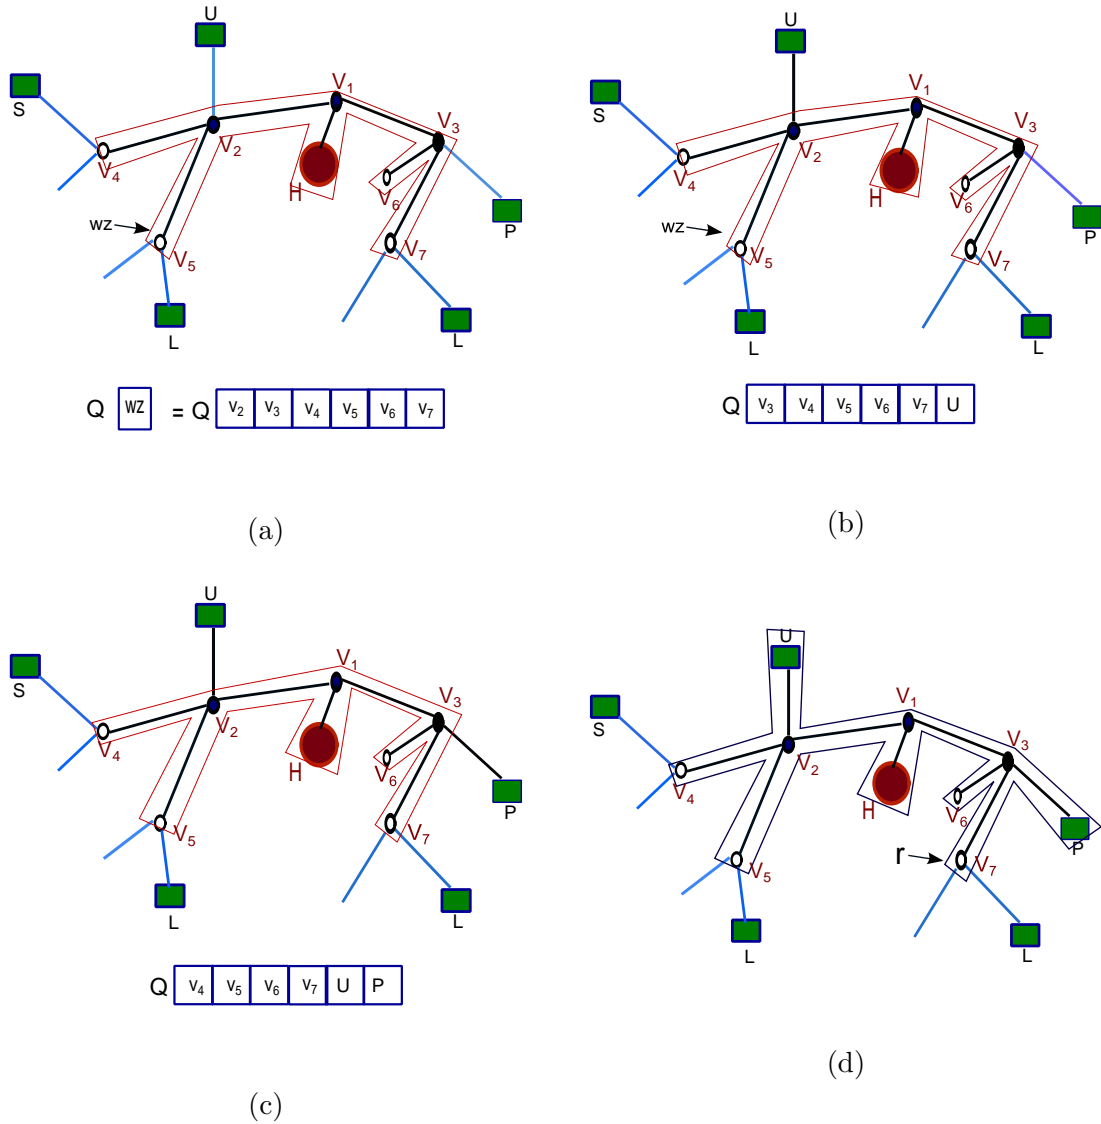 U
S
V₁
V₃
V₂
V₄
H
V₆
P
wz
V₅
V₇
L
L
Q WZ = Q v₂ v₃ v₄ v₅ v₆ v₇
(a)
U
S
V₁
V₃
V₂
V₄
H
V₆
P
wz
V₅
V₇
L
L
Q v₃ v₄ v₅ v₆ v₇ U
(b)
U
S
V₁
V₃
V₂
V₄
H
V₆
P
V₅
V₇
L
L
Q v₄ v₅ v₆ v₇ U P
(c)
U
S
V₁
V₃
V₂
V₄
H
V₆
P
r
V₅
V₇
L
L
(d)